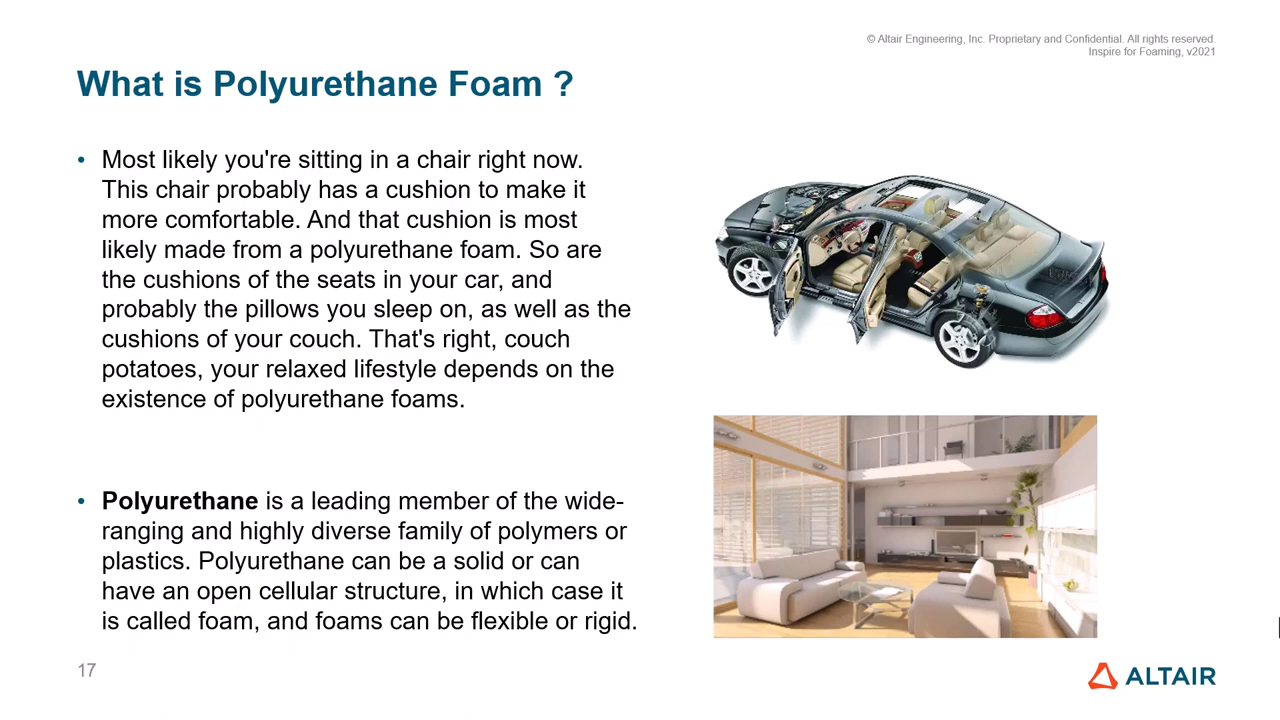 © Altair Engineering, Inc. Proprietary and Confidential. All rights reserved.
Inspire for Foaming, v2021
What is Polyurethane Foam ?
• Most likely you're sitting in a chair right now.
This chair probably has a cushion to make it
more comfortable. And that cushion is most
likely made from a polyurethane foam. So are
the cushions of the seats in your car, and
probably the pillows you sleep on, as well as the
cushions of your couch. That's right, couch
potatoes, your relaxed lifestyle depends on the
existence of polyurethane foams.
• Polyurethane is a leading member of the wide-
ranging and highly diverse family of polymers or
plastics. Polyurethane can be a solid or can
have an open cellular structure, in which case it
is called foam, and foams can be flexible or rigid.
17
ALTAIR